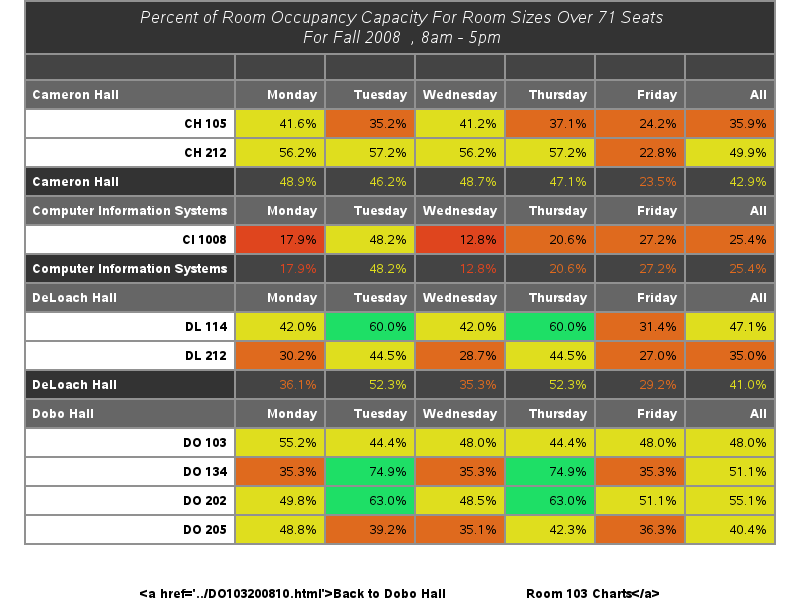 Percent of Room Occupancy Capacity For Room Sizes Over 71 Seats
For Fall 2008 , 8am - 5pm
Cameron Hall Monday Tuesday Wednesday Thursday Friday All
CH 105 41.6% 35.2% 41.2% 37.1% 24.2% 35.9%
CH 212 56.2% 57.2% 56.2% 57.2% 22.8% 49.9%
Cameron Hall 48.9% 46.2% 48.7% 47.1% 23.5% 42.9%
Computer Information Systems Monday Tuesday Wednesday Thursday Friday All
CI 1008 17.9% 48.2% 12.8% 20.6% 27.2% 25.4%
Computer Information Systems 17.9% 48.2% 12.8% 20.6% 27.2% 25.4%
DeLoach Hall Monday Tuesday Wednesday Thursday Friday All
DL 114 42.0% 60.0% 42.0% 60.0% 31.4% 47.1%
DL 212 30.2% 44.5% 28.7% 44.5% 27.0% 35.0%
DeLoach Hall 36.1% 52.3% 35.3% 52.3% 29.2% 41.0%
Dobo Hall Monday Tuesday Wednesday Thursday Friday All
DO 103 55.2% 44.4% 48.0% 44.4% 48.0% 48.0%
DO 134 35.3% 74.9% 35.3% 74.9% 35.3% 51.1%
DO 202 49.8% 63.0% 48.5% 63.0% 51.1% 55.1%
DO 205 48.8% 39.2% 35.1% 42.3% 36.3% 40.4%
<a href='../DO103200810.html'>Back to Dobo Hall Room 103 Charts</a>